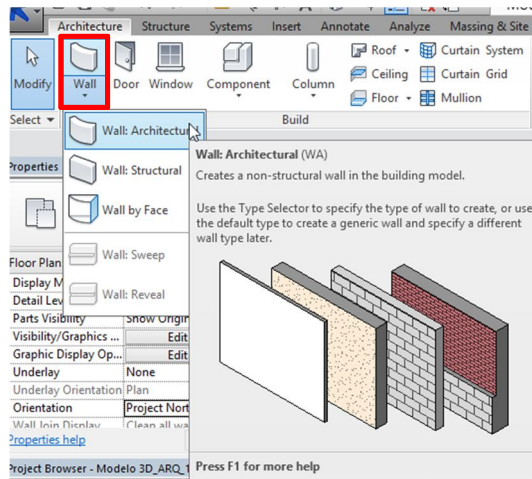 Architecture Structure Systems Insert Annotate Analyze Massing & Site
Modify Wall Door Window Component Column
Roof Curtain System
Ceiling Curtain Grid
Floor Mullion
Select Build
Wall: Architectural
Wall: Structural
Wall by Face
Wall: Sweep
Wall: Reveal
Wall: Architectural (WA)
Creates a non-structural wall in the building model.
Use the Type Selector to specify the type of wall to create, or use
the default type to create a generic wall and specify a different
wall type later.
Press F1 for more help
Properties
Floor Plan
Display M
Detail Lev
Parts Visibility Show Origin
Visibility/Graphics ... Edit
Graphic Display Op... Edit
Underlay None
Underlay Orientation Plan
Orientation Project Nort
Wall Join Display Clean all wa
Properties help
Project Browser - Modelo 3D_ARQ_1